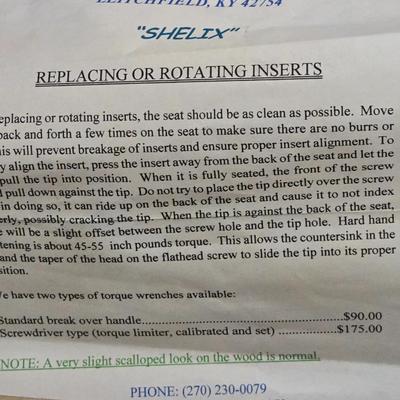 LEITCHFIELD, KY 42754
"SHELIX"
REPLACING OR ROTATING INSERTS
eplacing or rotating inserts, the seat should be as clean as possible. Move
back and forth a few times on the seat to make sure there are no burrs or
his will prevent breakage of inserts and ensure proper insert alignment. To
y align the insert, press the insert away from the back of the seat and let the
pull the tip into position. When it is fully seated, the front of the screw
d pull down against the tip. Do not try to place the tip directly over the screw
in doing so, it can ride up on the back of the seat and cause it to not index
erly, possibly cracking the tip. When the tip is against the back of the seat,
e will be a slight offset between the screw hole and the tip hole. Hard hand
tening is about 45-55 inch pounds torque. This allows the countersink in the
and the taper of the head on the flathead screw to slide the tip into its proper
sition.
e have two types of torque wrenches available:
Standard break over handle..............................................$90.00
Screwdriver type (torque limiter, calibrated and set) ...................$175.00
NOTE: A very slight scalloped look on the wood is normal.
PHONE: (270) 230-0079